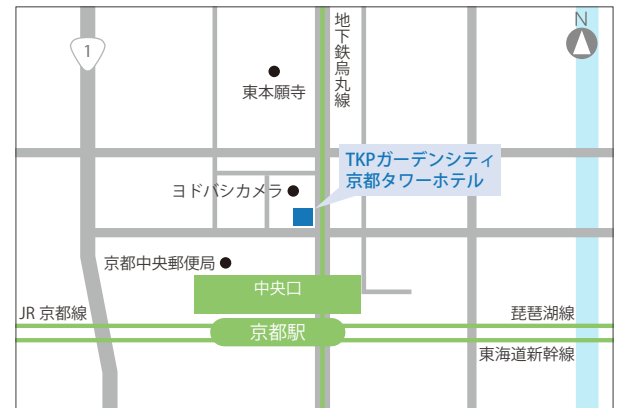 1
東本願寺
地下鉄烏丸線
N
TKPガーデンシティ
京都タワーホテル
ヨドバシカメラ
京都中央郵便局
中央口
JR 京都線
琵琶湖線
京都駅
東海道新幹線